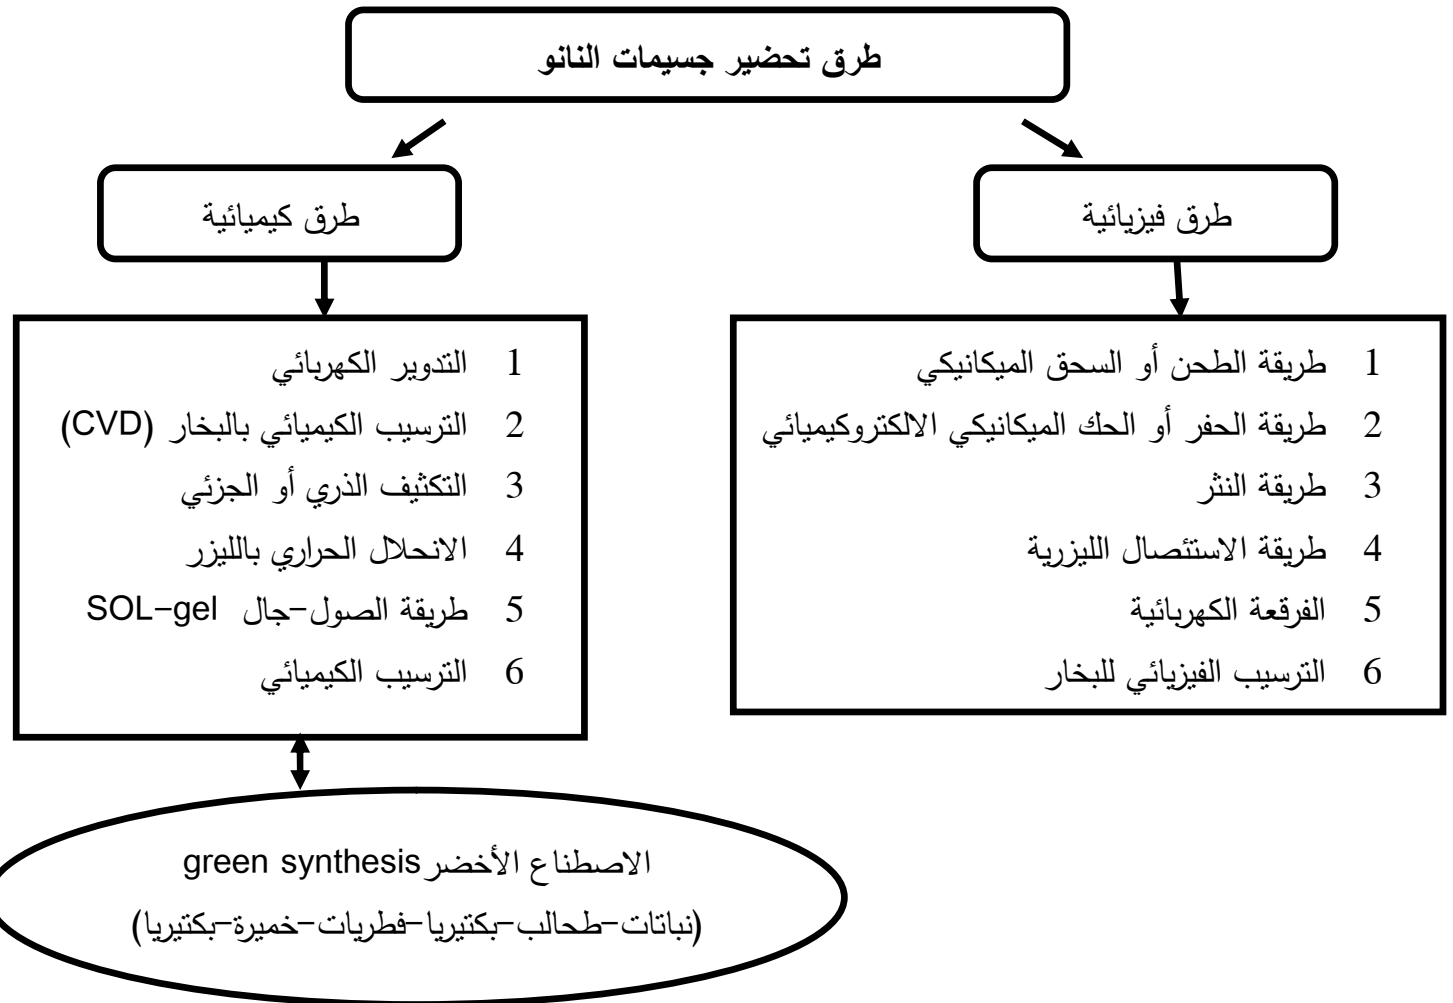 طرق تحضير جسيمات النانو
طرق فيزيائية
طرق كيميائية
1 طريقة الطحن أو السحق الميكانيكي
2 طريقة الحفر أو الحك الميكانيكي الالكتروكيميائي
3 طريقة النثر
4 طريقة الاستئصال الليزرية
5 الفرقعة الكهربائية
6 الترسيب الفيزيائي للبخار
1 التدوير الكهربائي
2 الترسيب الكيميائي بالبخار (CVD)
3 التكثيف الذري أو الجزئي
4 الانحلال الحراري بالليزر
5 طريقة الصول-جال SOL-gel
6 الترسيب الكيميائي
الاصطناع الأخضر green synthesis
(نباتات-طحالب-بكتيريا-فطريات-خميرة-بكتيريا)